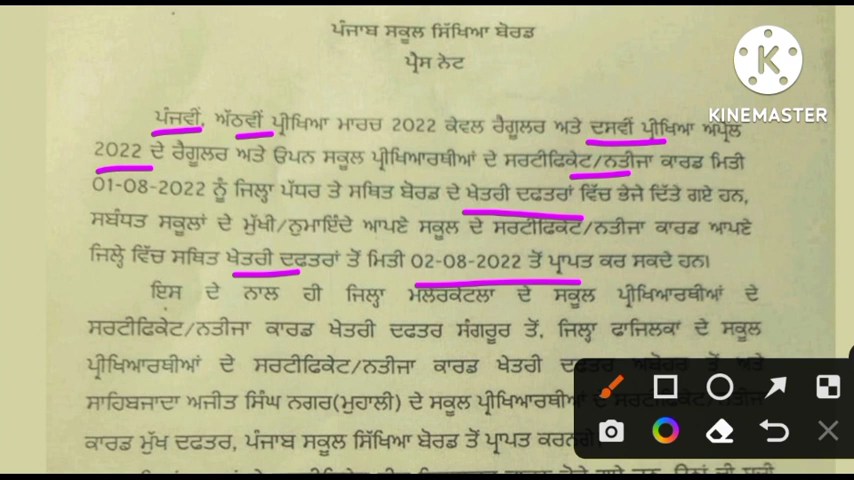 ਪੰਜਾਬ ਸਕੂਲ ਸਿੱਖਿਆ ਬੋਰਡ
ਪ੍ਰੈਸ ਨੋਟ
KINEMASTER
ਪੰਜਵੀਂ, ਅੱਠਵੀਂ ਪ੍ਰੀਖਿਆ ਮਾਰਚ 2022 ਕੇਵਲ ਰੈਗੂਲਰ ਅਤੇ ਦਸਵੀਂ ਪ੍ਰੀਖਿਆ ਅਪ੍ਰੈਲ
2022 ਦੇ ਰੈਗੂਲਰ ਅਤੇ ਓਪਨ ਸਕੂਲ ਪ੍ਰੀਖਿਆਰਥੀਆਂ ਦੇ ਸਰਟੀਫਿਕੇਟ/ਨਤੀਜਾ ਕਾਰਡ ਮਿਤੀ
01-08-2022 ਨੂੰ ਜਿਲ੍ਹਾ ਪੱਧਰ ਤੇ ਸਥਿਤ ਬੋਰਡ ਦੇ ਖੇਤਰੀ ਦਫਤਰਾਂ ਵਿੱਚ ਭੇਜੇ ਦਿੱਤੇ ਗਏ ਹਨ,
ਸਬੰਧਤ ਸਕੂਲਾਂ ਦੇ ਮੁੱਖੀ/ਨੁਮਾਇੰਦੇ ਆਪਣੇ ਸਕੂਲ ਦੇ ਸਰਟੀਫਿਕੇਟ/ਨਤੀਜਾ ਕਾਰਡ ਆਪਣੇ
ਜਿਲ੍ਹੇ ਵਿੱਚ ਸਥਿਤ ਖੇਤਰੀ ਦਫਤਰਾਂ ਤੋਂ ਮਿਤੀ 02-08-2022 ਤੋਂ ਪ੍ਰਾਪਤ ਕਰ ਸਕਦੇ ਹਨ।
ਇਸ ਦੇ ਨਾਲ ਹੀ ਜਿਲ੍ਹਾ ਮਲੇਰਕੋਟਲਾ ਦੇ ਸਕੂਲ ਪ੍ਰੀਖਿਆਰਥੀਆਂ ਦੇ
ਸਰਟੀਫਿਕੇਟ/ਨਤੀਜਾ ਕਾਰਡ ਖੇਤਰੀ ਦਫਤਰ ਸੰਗਰੂਰ ਤੋਂ, ਜਿਲ੍ਹਾ ਫਾਜਿਲਕਾ ਦੇ ਸਕੂਲ
ਪ੍ਰੀਖਿਆਰਥੀਆਂ ਦੇ ਸਰਟੀਫਿਕੇਟ/ਨਤੀਜਾ ਕਾਰਡ ਖੇਤਰੀ ਦਫਤਰ
ਸਾਹਿਬਜਾਦਾ ਅਜੀਤ ਸਿੰਘ ਨਗਰ(ਮੁਹਾਲੀ) ਦੇ ਸਕੂਲ ਪ੍ਰੀਖਿਆਰਥੀਆਂ
ਕਾਰਡ ਮੁੱਖ ਦਫਤਰ, ਪੰਜਾਬ ਸਕੂਲ ਸਿੱਖਿਆ ਬੋਰਡ ਤੋਂ ਪ੍ਰਾਪਤ